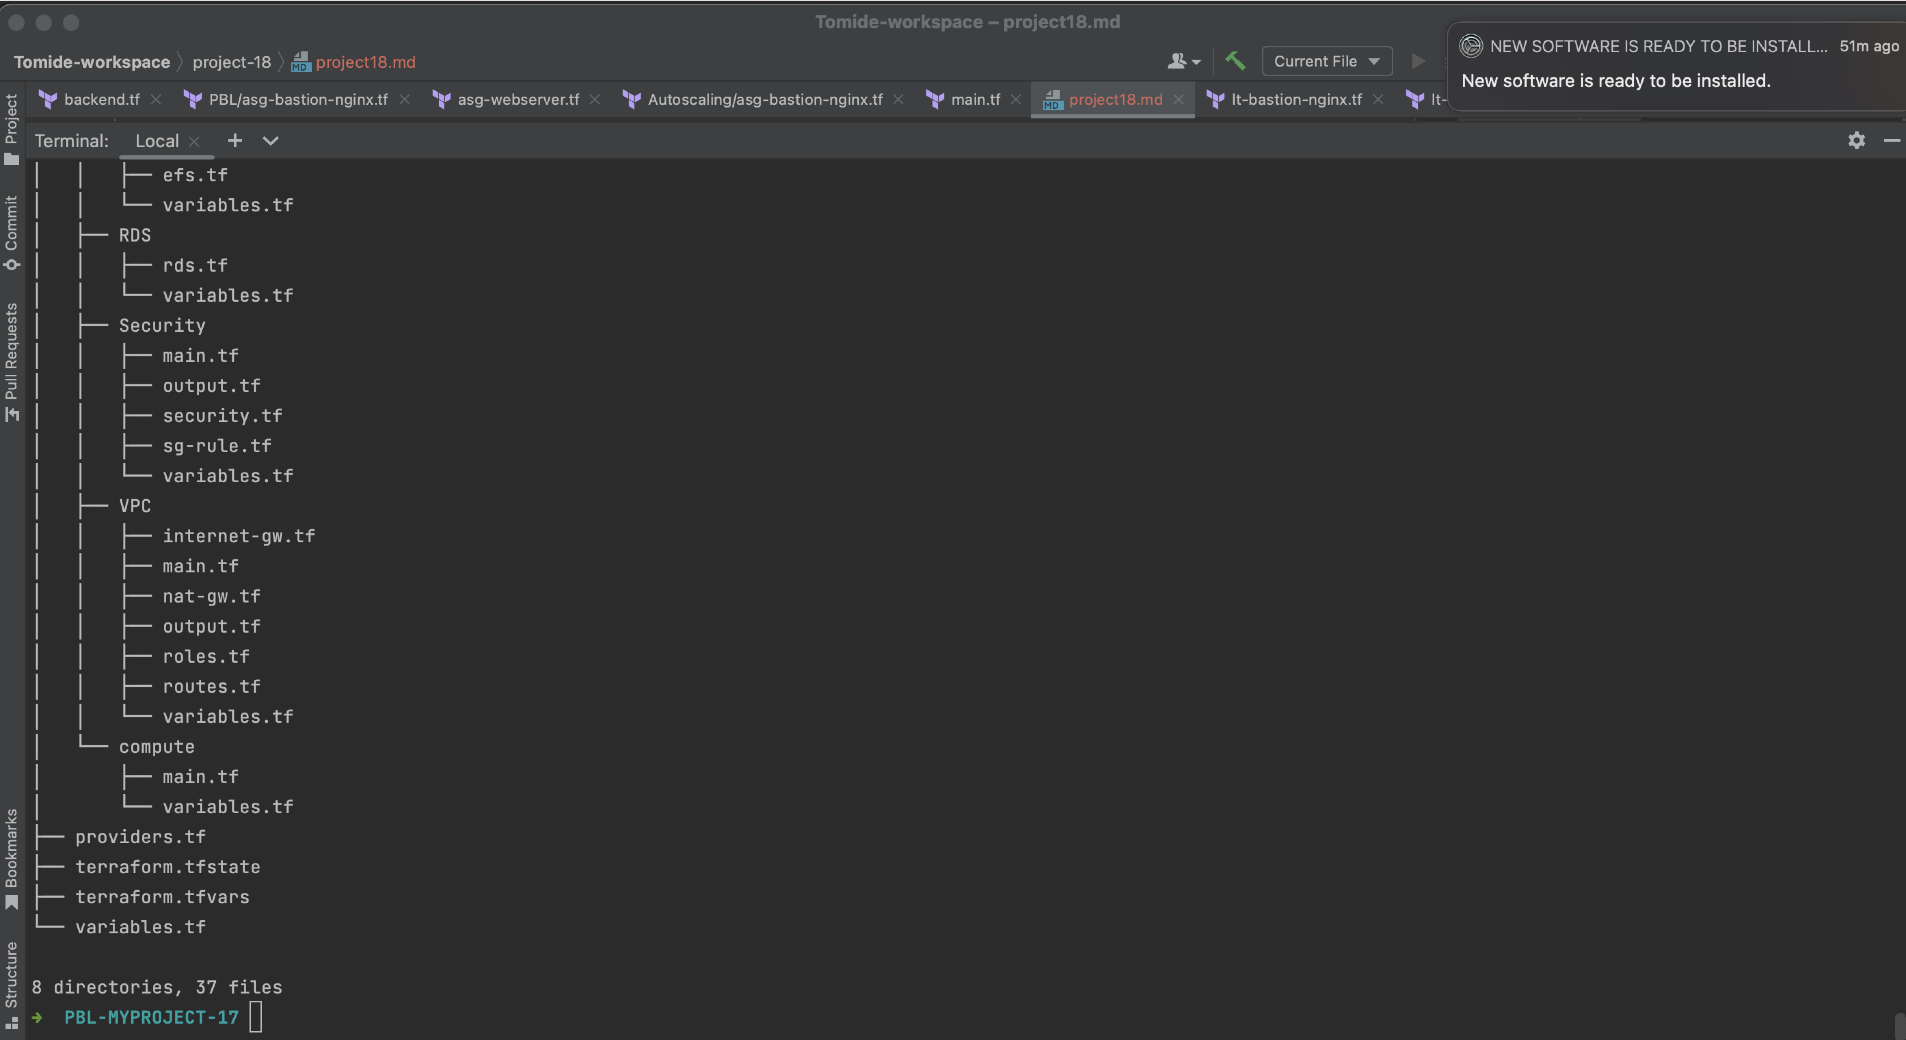 Tomide-workspace – project18.md
Tomide-workspace project-18 project18.md
Current File
NEW SOFTWARE IS READY TO BE INSTALL... 51m ago
New software is ready to be installed.
backend.tf PBL/asg-bastion-nginx.tf asg-webserver.tf Autoscaling/asg-bastion-nginx.tf main.tf project18.md lt-bastion-nginx.tf lt-
Terminal: Local
Project
Commit
Pull Requests
Bookmarks
Structure
│   │   ├── efs.tf
│   │   └── variables.tf
│   ├── RDS
│   │   ├── rds.tf
│   │   └── variables.tf
│   ├── Security
│   │   ├── main.tf
│   │   ├── output.tf
│   │   ├── security.tf
│   │   ├── sg-rule.tf
│   │   └── variables.tf
│   ├── VPC
│   │   ├── internet-gw.tf
│   │   ├── main.tf
│   │   ├── nat-gw.tf
│   │   ├── output.tf
│   │   ├── roles.tf
│   │   ├── routes.tf
│   │   └── variables.tf
│   └── compute
│       ├── main.tf
│       └── variables.tf
├── providers.tf
├── terraform.tfstate
├── terraform.tfvars
└── variables.tf
8 directories, 37 files
→ PBL-MYPROJECT-17